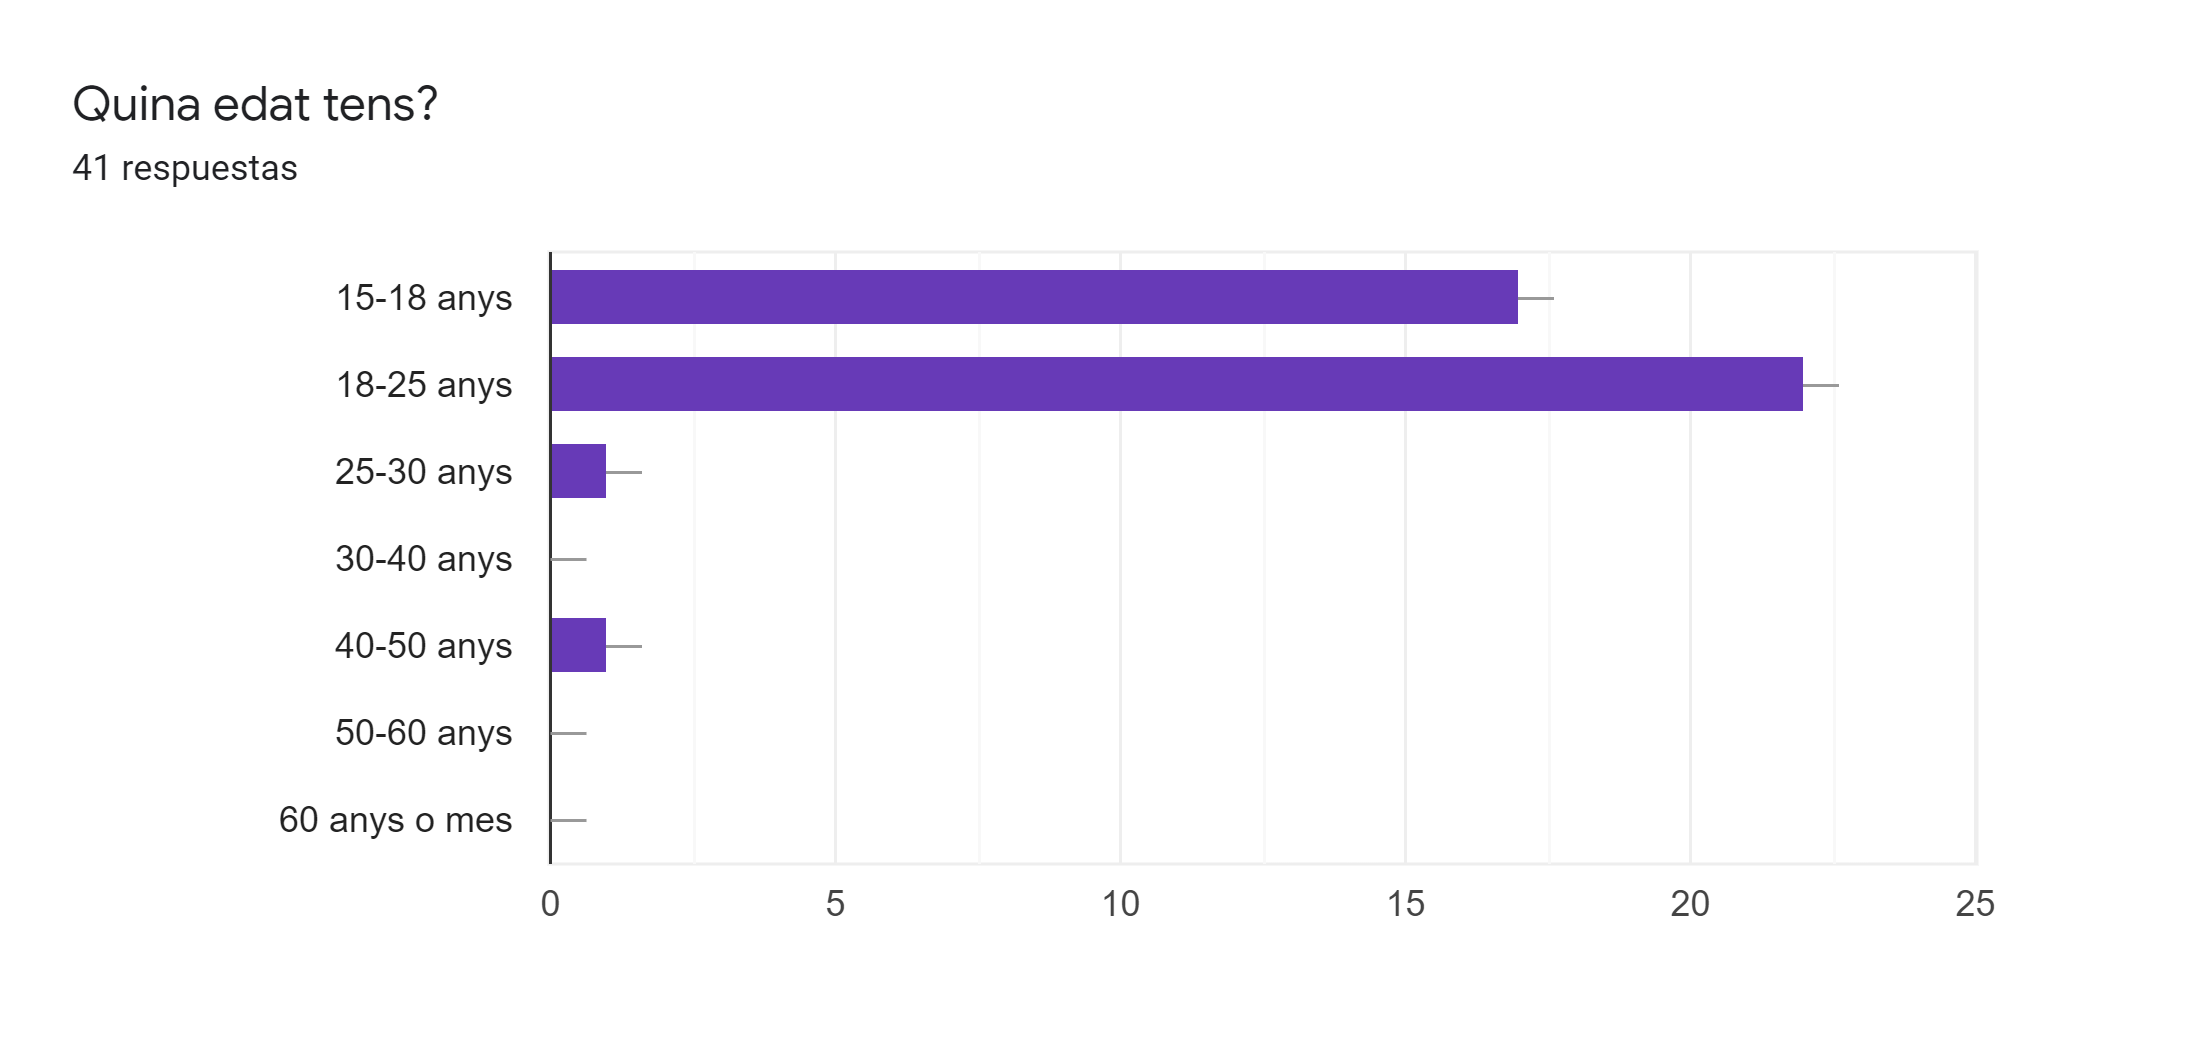 Quina edat tens?
41 respuestas
15-18 anys
18-25 anys
25-30 anys
30-40 anys
40-50 anys
50-60 anys
60 anys o mes
0 5 10 15 20 25